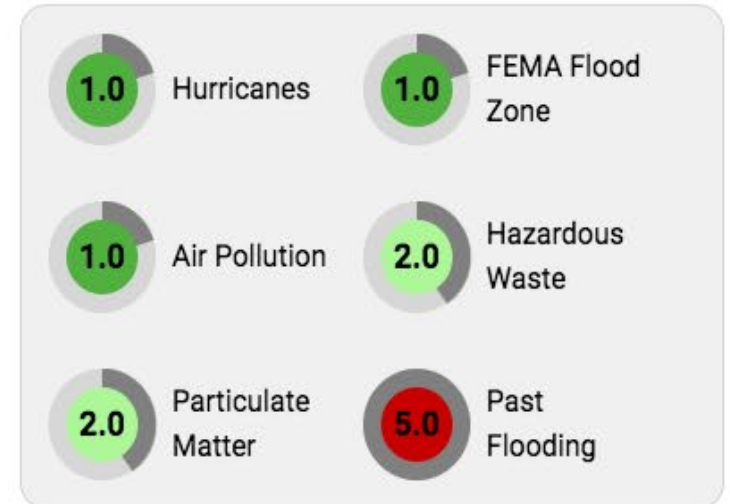 1.0 Hurricanes
1.0 FEMA Flood
Zone
1.0 Air Pollution
2.0 Hazardous
Waste
2.0 Particulate
Matter
5.0 Past
Flooding